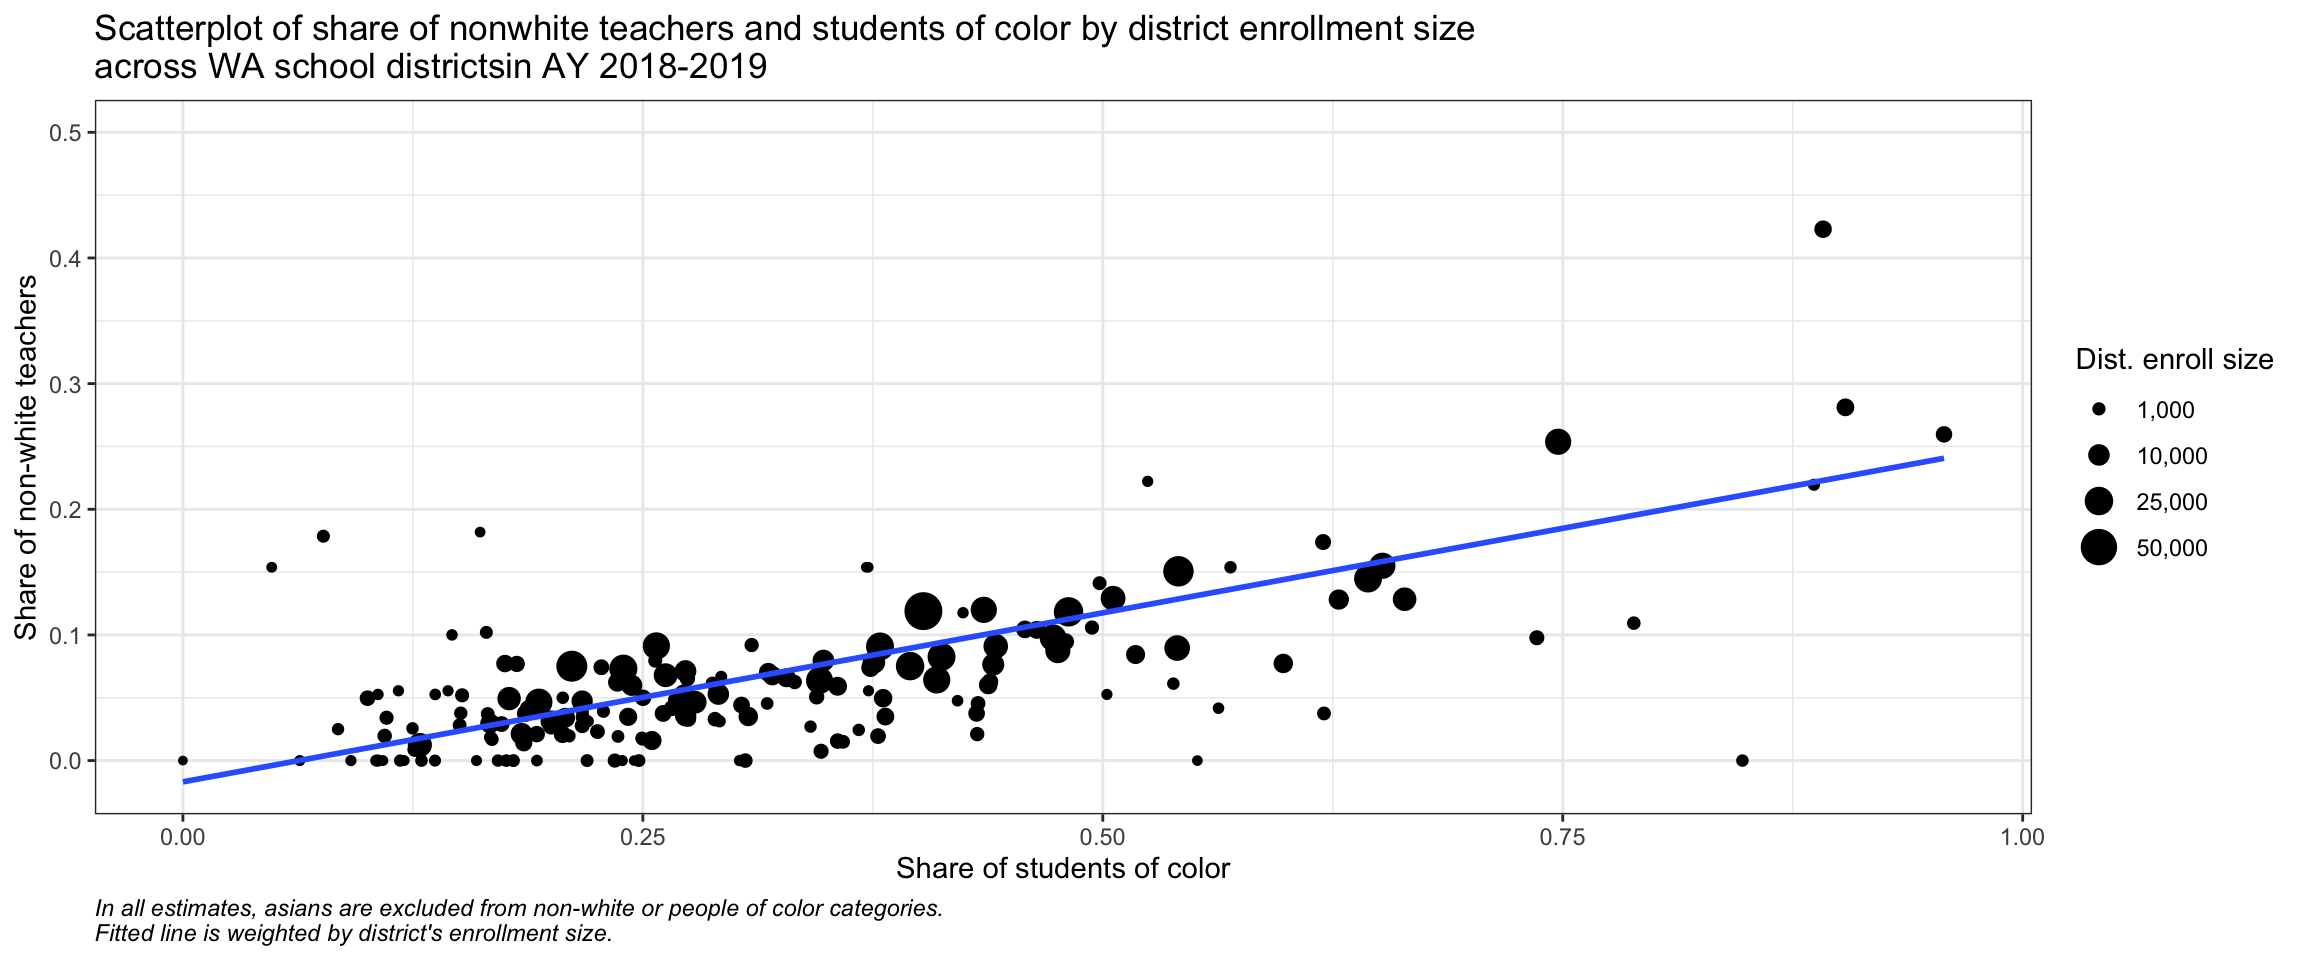 Scatterplot of share of nonwhite teachers and students of color by district enrollment size
across WA school districtsin AY 2018-2019
Share of non-white teachers
0.5
0.4
0.3
0.2
0.1
0.0
0.00
0.25
0.50
0.75
1.00
Share of students of color
Dist. enroll size
1,000
10,000
25,000
50,000
In all estimates, asians are excluded from non-white or people of color categories.
Fitted line is weighted by district's enrollment size.